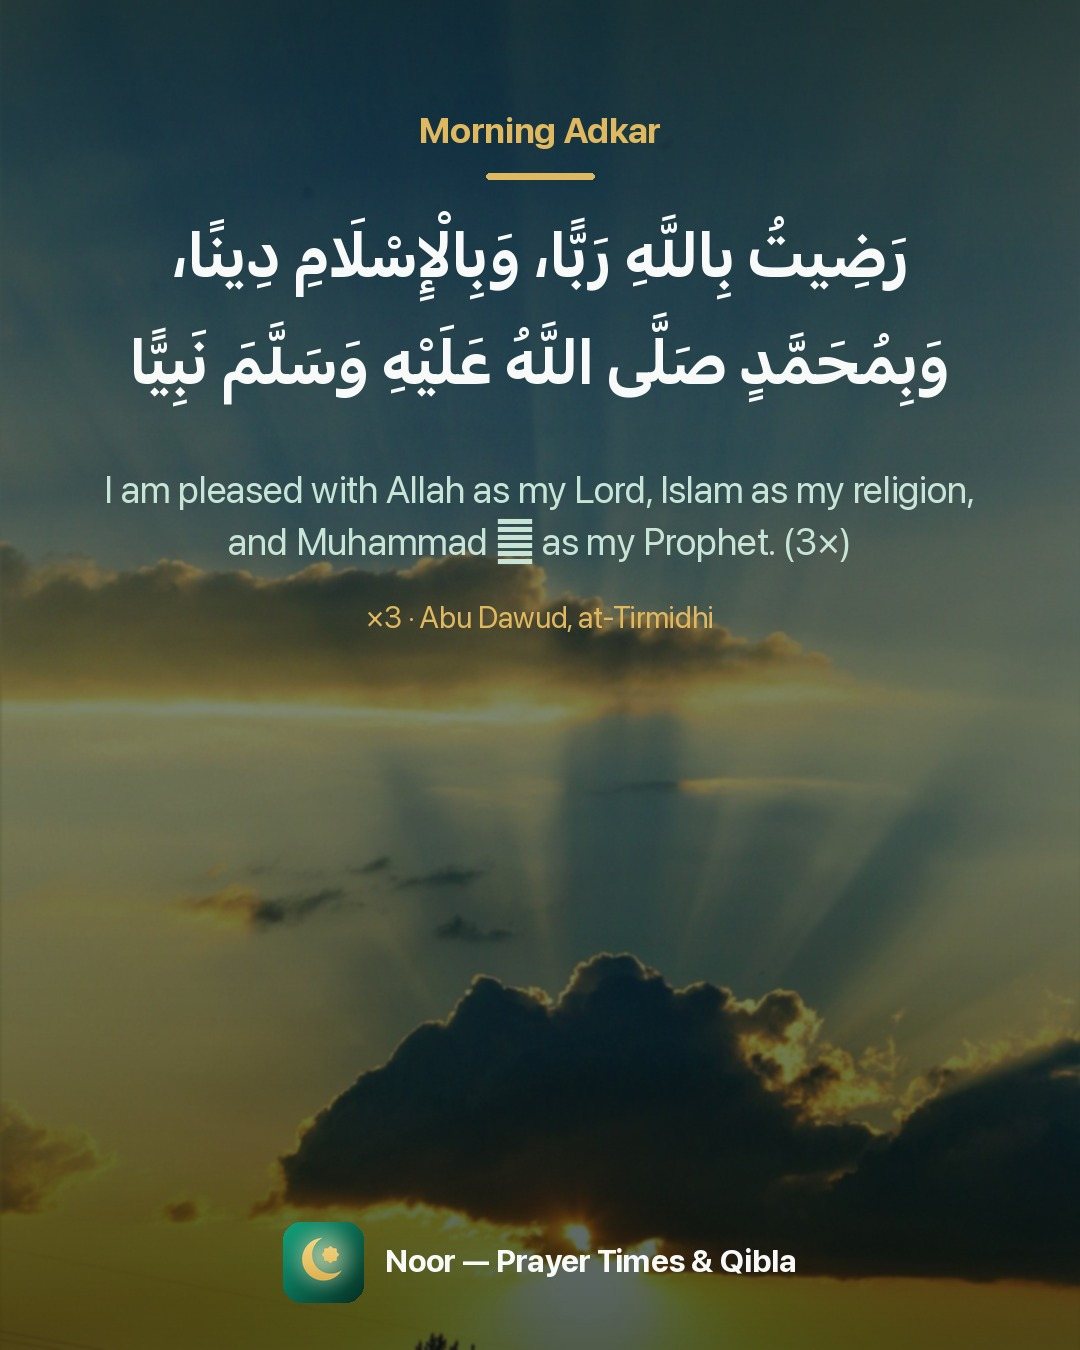 Morning Adkar
رَضِيتُ بِاللَّهِ رَبًّا، وَبِالْإِسْلَامِ دِينًا،
وَبِمُحَمَّدٍ صَلَّى اللَّهُ عَلَيْهِ وَسَلَّمَ نَبِيًّا
I am pleased with Allah as my Lord, Islam as my religion,
and Muhammad as my Prophet. (3×)
×3 · Abu Dawud, at-Tirmidhi
Noor — Prayer Times & Qibla